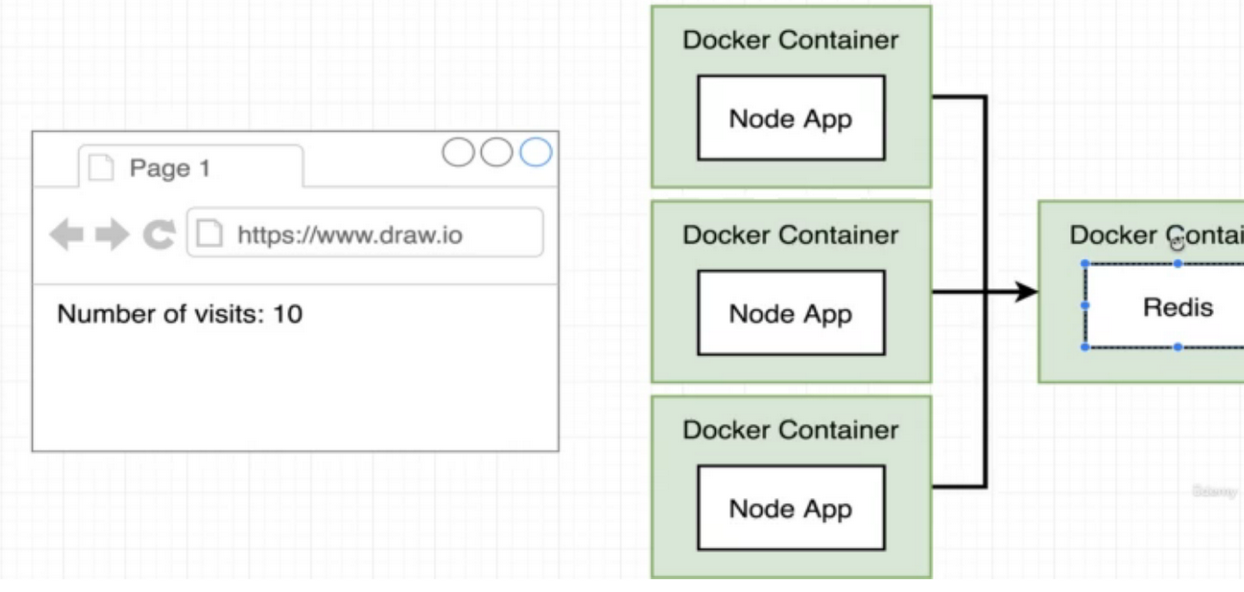 Page 1
https://www.draw.io
Number of visits: 10
Docker Container
Node App
Docker Container
Node App
Docker Container
Node App
Docker Contai
Redis